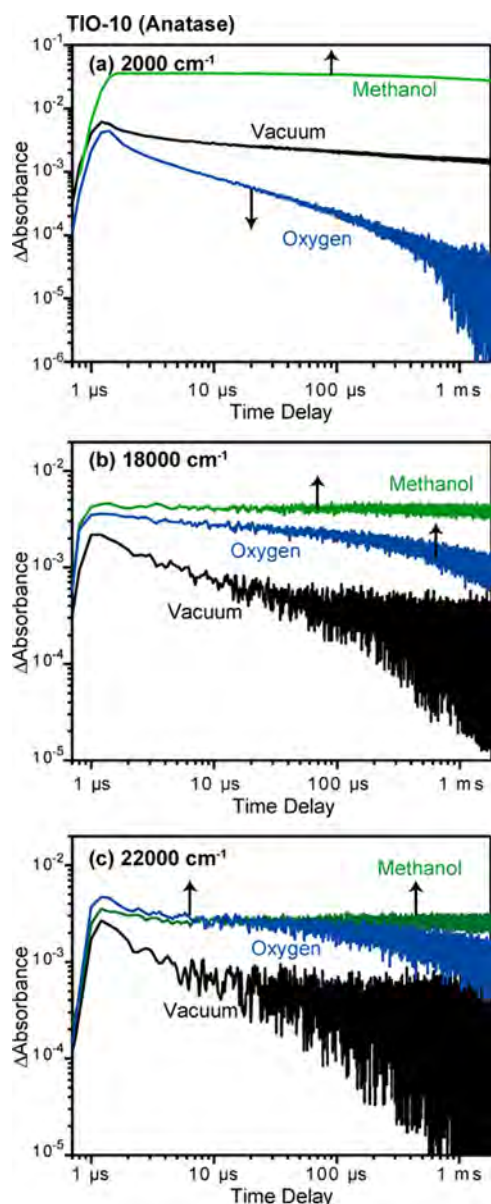 TIO-10 (Anatase)
(a) 2000 cm⁻¹
Methanol
Vacuum
Oxygen
ΔAbsorbance
10⁻¹
10⁻²
10⁻³
10⁻⁴
10⁻⁵
10⁻⁶
1 µs
10 µs
100 µs
1 ms
Time Delay
(b) 18000 cm⁻¹
Methanol
Oxygen
Vacuum
ΔAbsorbance
10⁻²
10⁻³
10⁻⁴
10⁻⁵
1 µs
10 µs
100 µs
1 ms
Time Delay
(c) 22000 cm⁻¹
Methanol
Oxygen
Vacuum
ΔAbsorbance
10⁻²
10⁻³
10⁻⁴
10⁻⁵
1 µs
10 µs
100 µs
1 ms
Time Delay